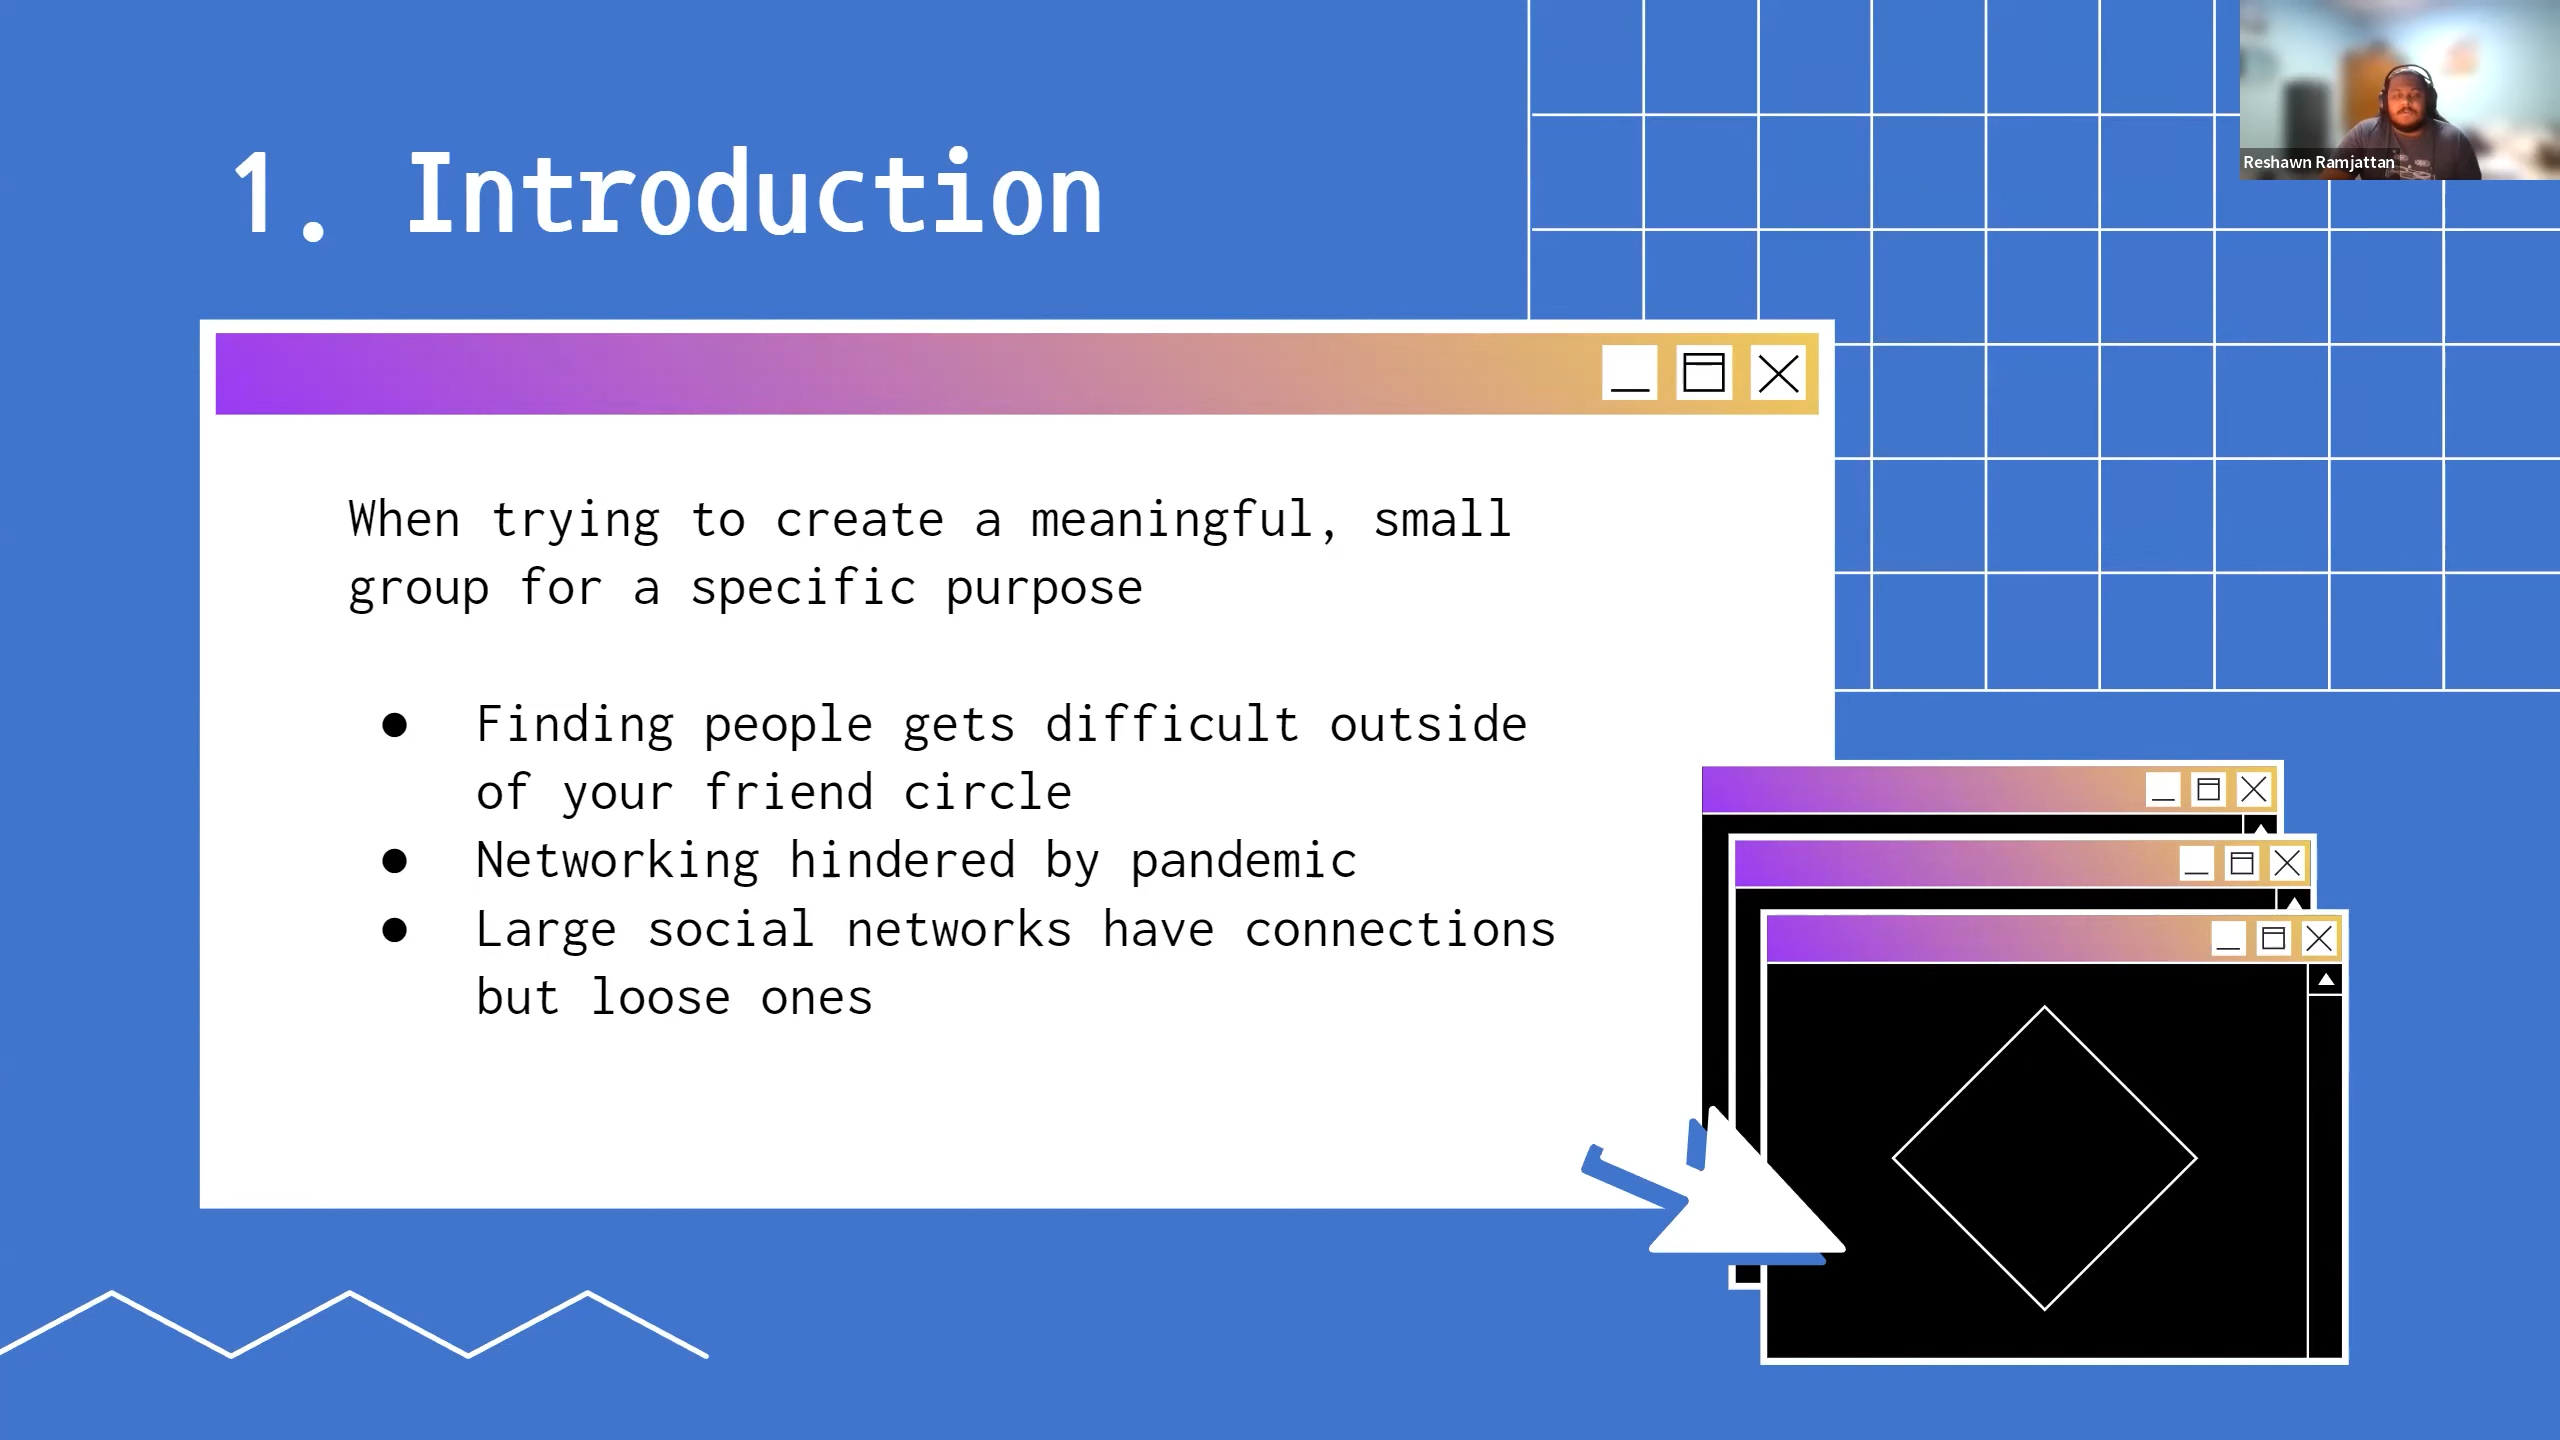 1. Introduction
Reshawn Ramjattan
When trying to create a meaningful, small
group for a specific purpose
● Finding people gets difficult outside
of your friend circle
● Networking hindered by pandemic
● Large social networks have connections
but loose ones